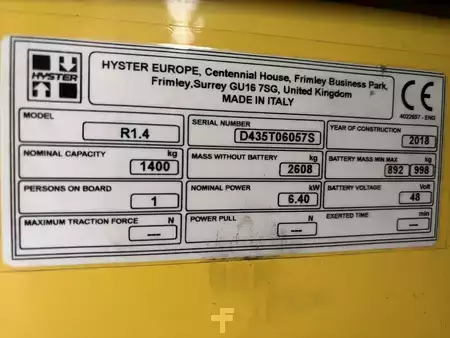 HYSTER
HYSTER EUROPE, Centennial House, Frimley Business Park,
Frimley,Surrey GU16 7SG, United Kingdom
MADE IN ITALY
CE
4022857 - ENG
MODEL
R1.4
SERIAL NUMBER
D435T06057S
YEAR OF CONSTRUCTION
2018
NOMINAL CAPACITY kg
1400
MASS WITHOUT BATTERY kg
2608
BATTERY MASS MIN MAX kg
892 998
PERSONS ON BOARD
1
NOMINAL POWER kW
6.40
BATTERY VOLTAGE Volt
48
MAXIMUM TRACTION FORCE N
—
POWER PULL N
—
EXERTED TIME min
—